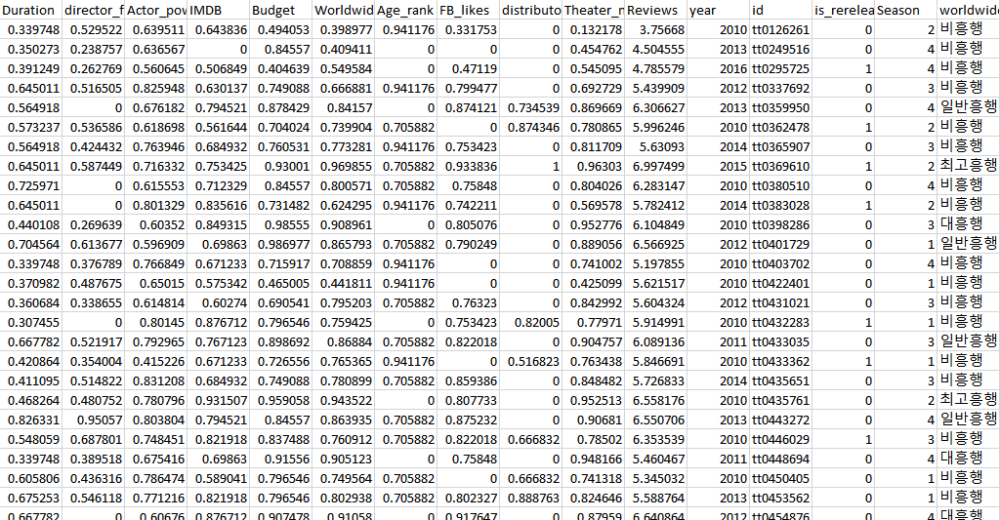 Duration director_f Actor_pow IMDB Budget Worldwid Age_rank FB_likes distributo Theater_n Reviews year id is_rerelea Season worldwide
0.339748 0.529522 0.639511 0.643836 0.494053 0.398977 0.941176 0.331753 0 0.132178 3.75668 2010 tt0126261 0 2 비흥행
0.350273 0.238757 0.636567 0 0.84557 0.409411 0 0 0 0.454762 4.504555 2013 tt0249516 0 4 비흥행
0.391249 0.262769 0.560645 0.506849 0.404639 0.549584 0 0.47119 0 0.545095 4.785579 2016 tt0295725 1 4 비흥행
0.645011 0.516505 0.825948 0.630137 0.749088 0.666881 0.941176 0.799477 0 0.692729 5.439909 2012 tt0337692 0 3 비흥행
0.564918 0 0.676182 0.794521 0.878429 0.84157 0 0.874121 0.734539 0.869669 6.306627 2013 tt0359950 0 4 일반흥행
0.573237 0.536586 0.618698 0.561644 0.704024 0.739904 0.705882 0 0.874346 0.780865 5.996246 2010 tt0362478 1 2 비흥행
0.564918 0.424432 0.763946 0.684932 0.760531 0.773281 0.941176 0.753423 0 0.811709 5.63093 2014 tt0365907 0 3 비흥행
0.645011 0.587449 0.716332 0.753425 0.93001 0.969855 0.705882 0.933836 1 0.96303 6.997499 2015 tt0369610 1 2 최고흥행
0.725971 0 0.615553 0.712329 0.84557 0.800571 0.705882 0.75848 0 0.804026 6.283147 2010 tt0380510 0 4 비흥행
0.645011 0 0.801329 0.835616 0.731482 0.624295 0.941176 0.742211 0 0.569578 5.782412 2014 tt0383028 1 2 비흥행
0.440108 0.269639 0.60352 0.849315 0.98555 0.908961 0 0.805076 0 0.952776 6.104849 2010 tt0398286 0 3 대흥행
0.704564 0.613677 0.596909 0.69863 0.986977 0.865793 0.705882 0.790249 0 0.889056 6.566925 2012 tt0401729 0 1 일반흥행
0.339748 0.376789 0.766849 0.671233 0.715917 0.708859 0.941176 0 0 0.741002 5.197855 2010 tt0403702 0 4 비흥행
0.370982 0.487675 0.65015 0.575342 0.465005 0.441811 0.941176 0 0 0.425099 5.621517 2010 tt0422401 0 1 비흥행
0.360684 0.338655 0.614814 0.60274 0.690541 0.795203 0.705882 0.76323 0 0.842992 5.604324 2012 tt0431021 0 3 비흥행
0.307455 0 0.80145 0.876712 0.796546 0.759425 0 0.753423 0.82005 0.77971 5.914991 2010 tt0432283 1 1 비흥행
0.667782 0.521917 0.792965 0.767123 0.898692 0.86884 0.705882 0.822018 0 0.904757 6.089136 2011 tt0433035 0 3 일반흥행
0.420864 0.354004 0.415226 0.671233 0.726556 0.765365 0.941176 0 0.516823 0.763438 5.846691 2010 tt0433362 1 1 비흥행
0.411095 0.514822 0.831208 0.684932 0.749088 0.780899 0.705882 0.859386 0 0.848482 5.726833 2014 tt0435651 0 3 비흥행
0.468264 0.480752 0.780796 0.931507 0.959058 0.943522 0 0.807733 0 0.952513 6.558176 2010 tt0435761 0 2 최고흥행
0.826331 0.95057 0.803804 0.794521 0.84557 0.863935 0.705882 0.875232 0 0.90681 6.550706 2013 tt0443272 0 4 일반흥행
0.548059 0.687801 0.748451 0.821918 0.837488 0.760912 0.705882 0.822018 0.666832 0.78502 6.353539 2010 tt0446029 1 3 비흥행
0.339748 0.389518 0.675416 0.69863 0.91556 0.905123 0 0.75848 0 0.948166 5.460467 2011 tt0448694 0 4 대흥행
0.605806 0.436316 0.786474 0.589041 0.796546 0.749564 0.705882 0 0.666832 0.741318 5.345032 2010 tt0450405 0 1 비흥행
0.675253 0.546118 0.771216 0.821918 0.796546 0.802938 0.705882 0.802327 0.888763 0.824646 5.588764 2013 tt0453562 0 1 비흥행
0.667782 0 0.60676 0.876712 0.907478 0.91058 0 0.917647 0 0.87959 6.640864 2012 tt0454876 0 4 대흥행